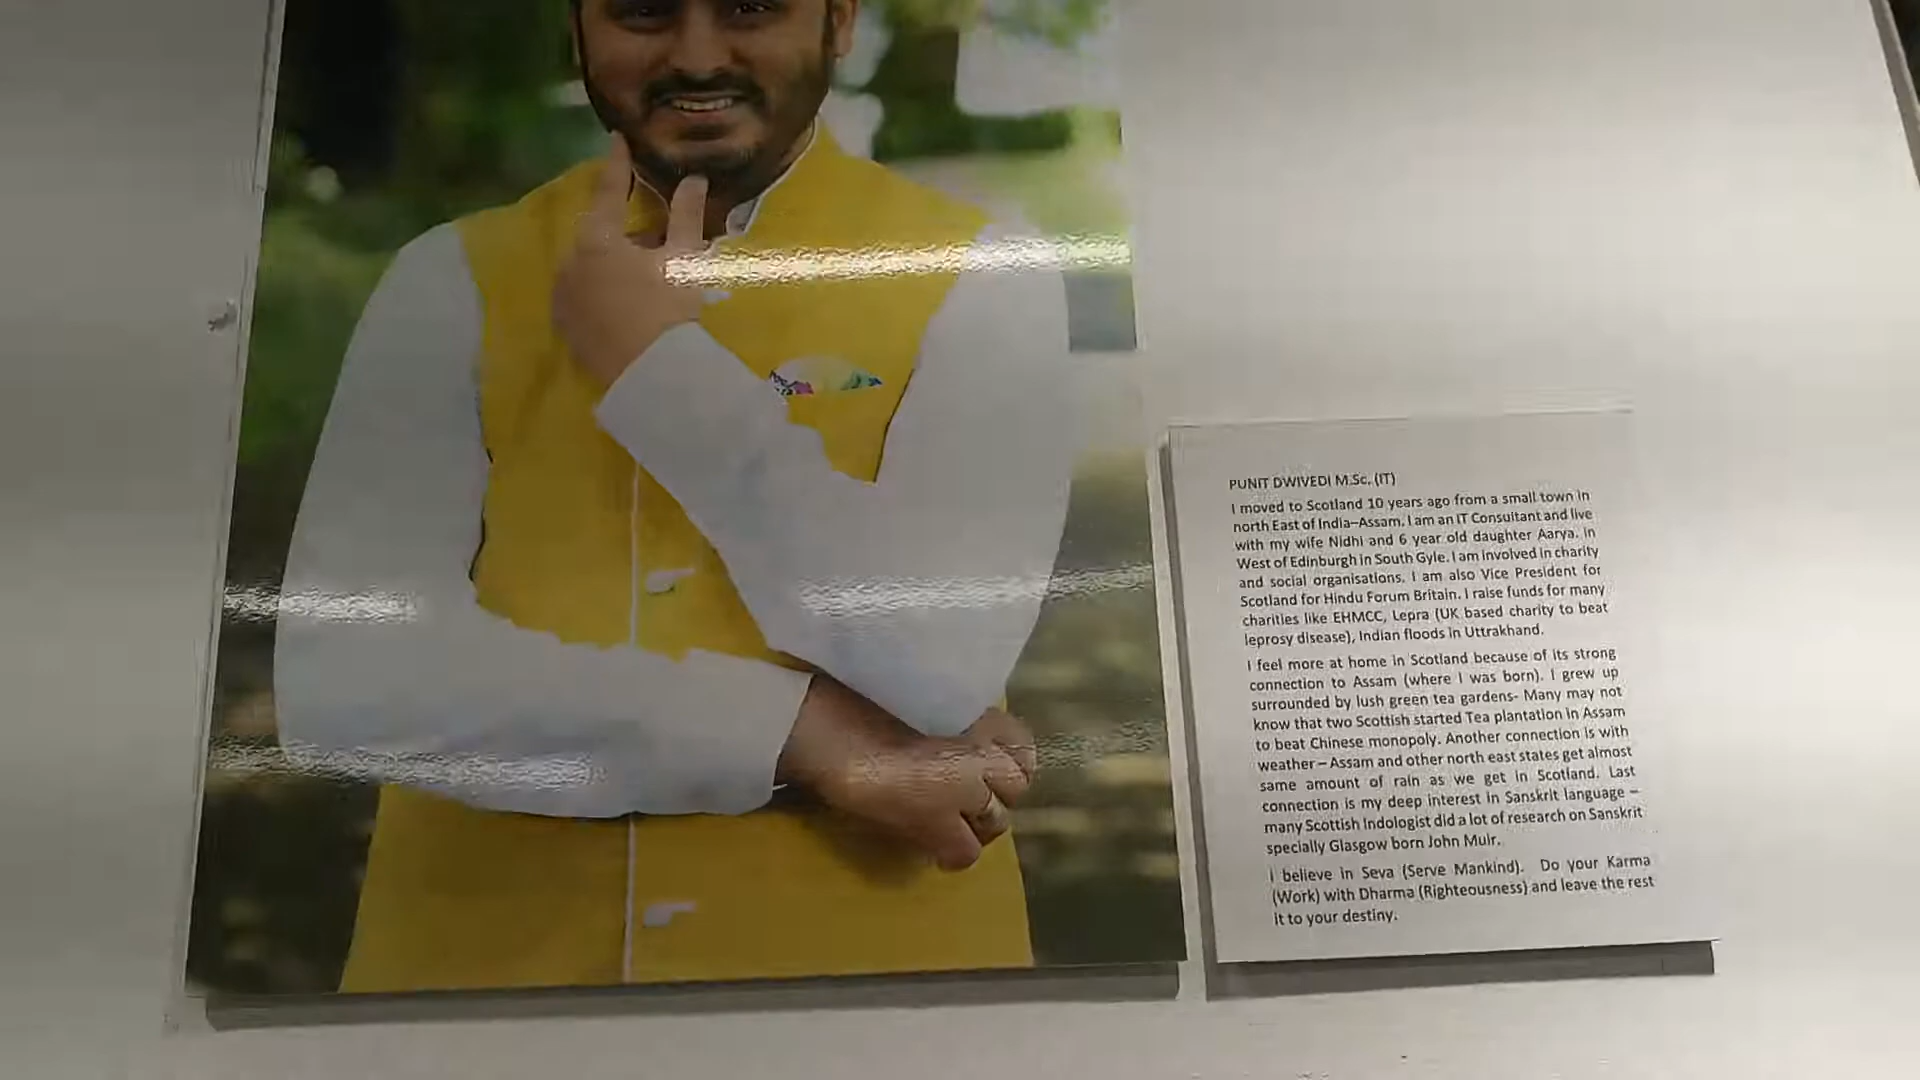 PUNIT DWIVEDI M.Sc. (IT)
I moved to Scotland 10 years ago from a small town in
north East of India–Assam. I am an IT Consultant and live
with my wife Nidhi and 6 year old daughter Aarya. in
West of Edinburgh in South Gyle. I am involved in charity
and social organisations. I am also Vice President for
Scotland for Hindu Forum Britain. I raise funds for many
charities like EHMCC, Lepra (UK based charity to beat
leprosy disease), Indian floods in Uttrakhand.
I feel more at home in Scotland because of its strong
connection to Assam (where I was born). I grew up
surrounded by lush green tea gardens- Many may not
know that two Scottish started Tea plantation in Assam
to beat Chinese monopoly. Another connection is with
weather – Assam and other north east states get almost
same amount of rain as we get in Scotland. Last
connection is my deep interest in Sanskrit language –
many Scottish Indologist did a lot of research on Sanskrit
specially Glasgow born John Muir.
I believe in Seva (Serve Mankind). Do your Karma
(Work) with Dharma (Righteousness) and leave the rest
it to your destiny.